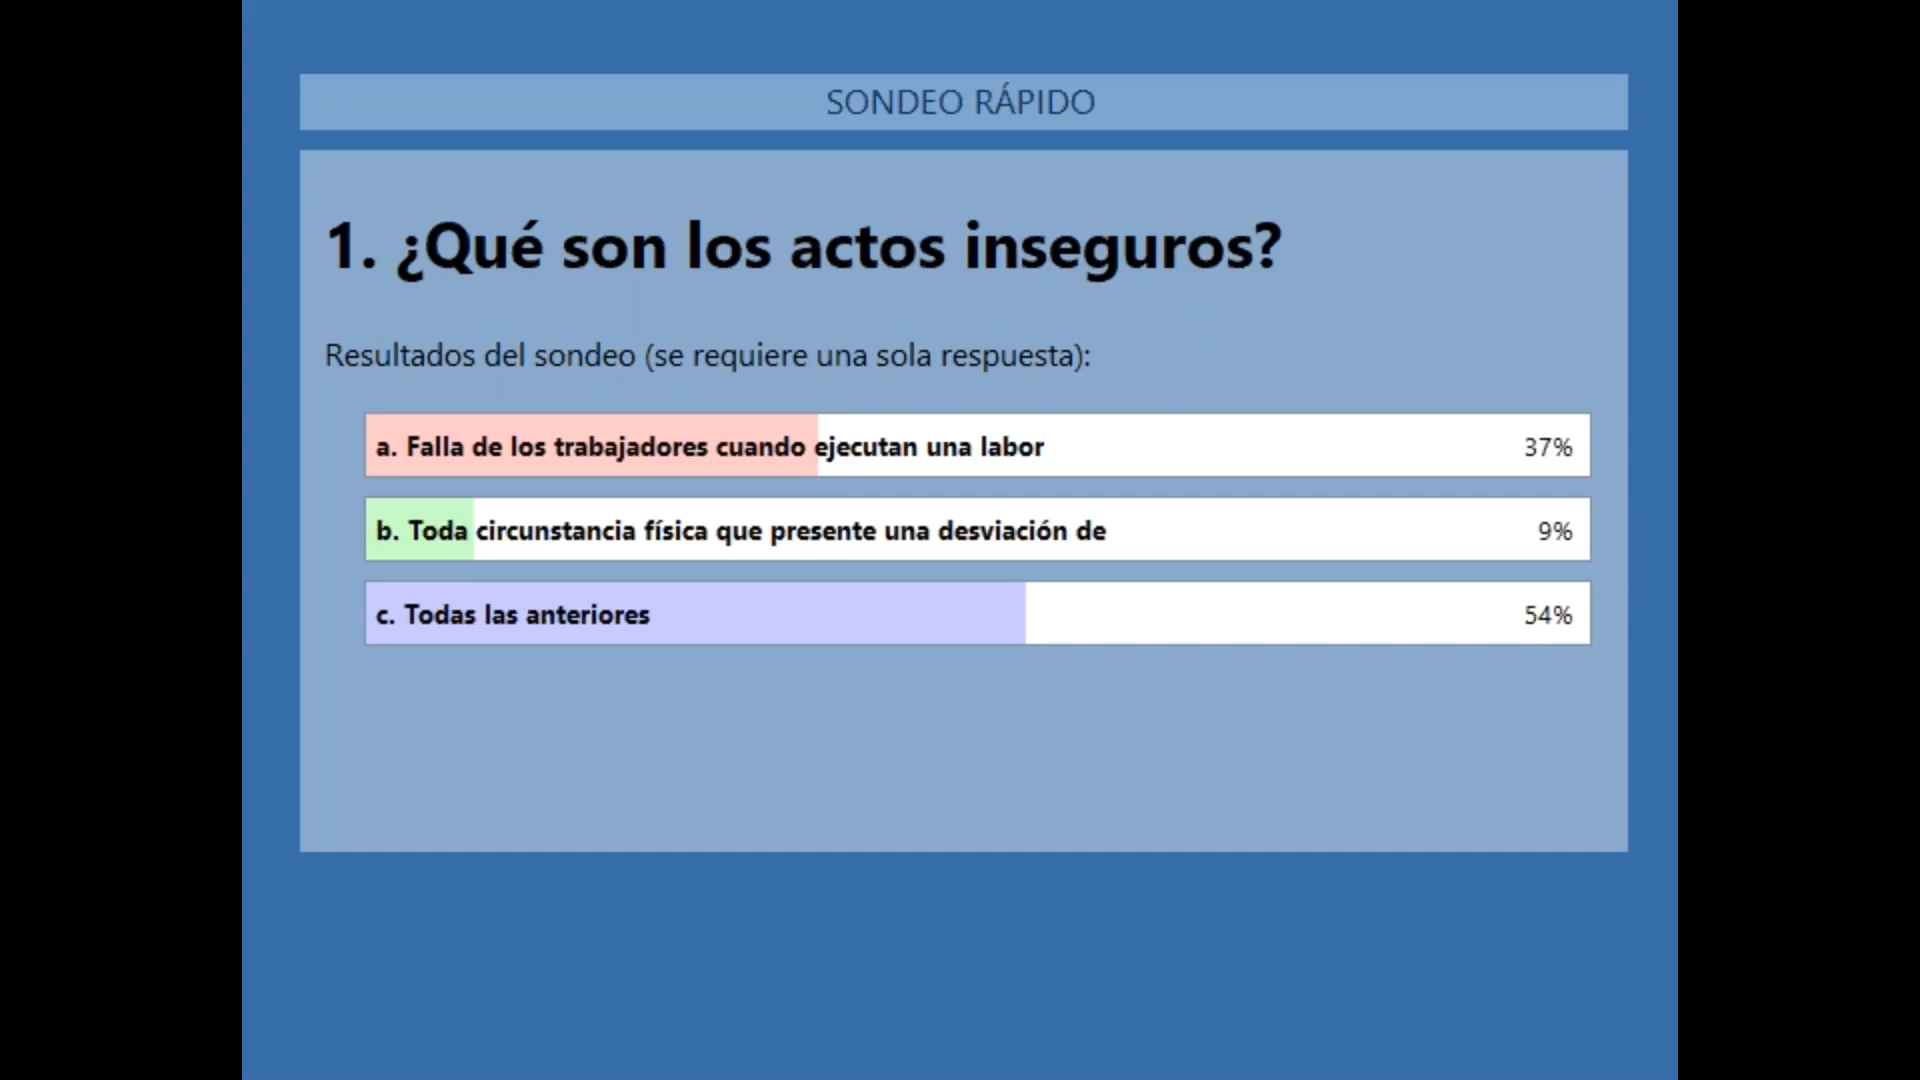 SONDEO RÁPIDO
1. ¿Qué son los actos inseguros?
Resultados del sondeo (se requiere una sola respuesta):
a. Falla de los trabajadores cuando ejecutan una labor 37%
b. Toda circunstancia física que presente una desviación de 9%
c. Todas las anteriores 54%